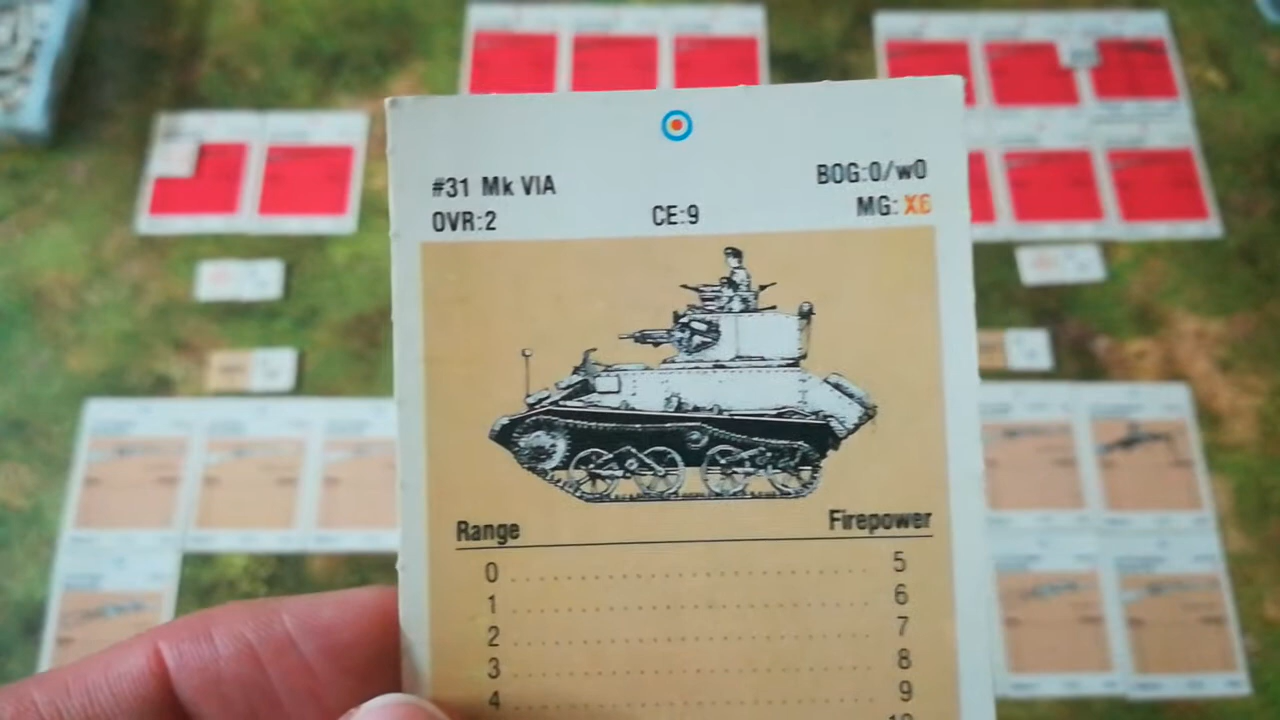 #31 Mk VIA
BOG:0/w0
OVR:2
CE:9
MG: X6
Range
Firepower
0 5
1 6
2 7
3 8
4 9